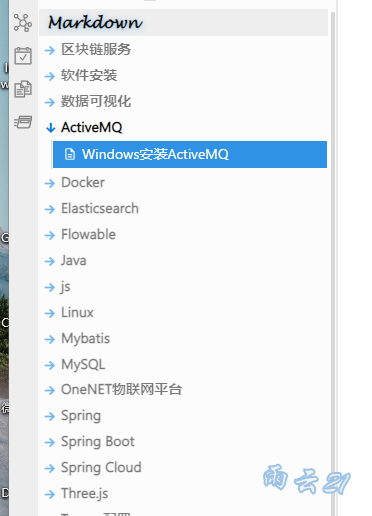 Markdown
区块链服务
软件安装
数据可视化
ActiveMQ
Windows安装ActiveMQ
Docker
Elasticsearch
Flowable
Java
js
Linux
Mybatis
MySQL
OneNET物联网平台
Spring
Spring Boot
Spring Cloud
Three.js
雨云21